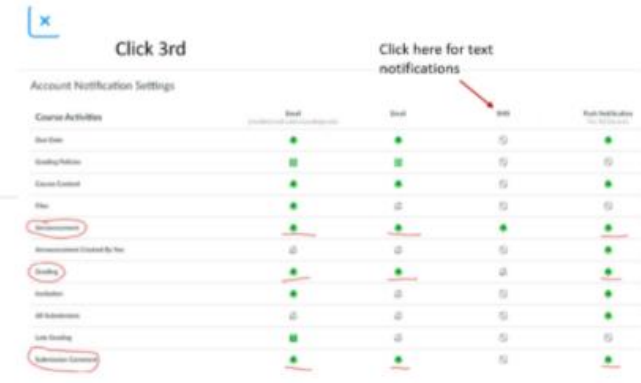 Click 3rd
Click here for text
notifications
Account Notification Settings
Course Activities
Email
Email
SMS
Push Notification
Due Date
Grading Policies
Course Content
Files
Announcement
Announcement Created By You
Grading
Invitation
All Submissions
Late Grading
Submission Comment